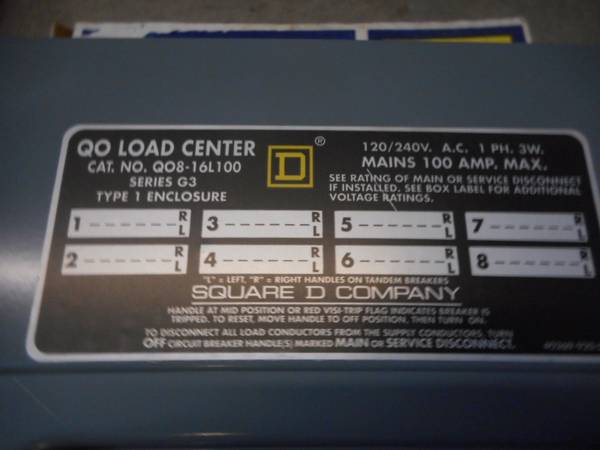 QO LOAD CENTER
CAT. NO. QO8-16L100
SERIES G3
TYPE 1 ENCLOSURE
D ®
120/240V. A.C. 1 PH. 3W.
MAINS 100 AMP. MAX.
SEE RATING OF MAIN OR SERVICE DISCONNECT
IF INSTALLED. SEE BOX LABEL FOR ADDITIONAL
VOLTAGE RATINGS.
1 R L 3 R L 5 R L 7 R L
2 R L 4 R L 6 R L 8 R L
"L" = LEFT, "R" = RIGHT HANDLES ON TANDEM BREAKERS
SQUARE D COMPANY
HANDLE AT MID POSITION OR RED VISI-TRIP FLAG INDICATES BREAKER IS
TRIPPED. TO RESET, MOVE HANDLE TO OFF POSITION, THEN TURN ON.
TO DISCONNECT ALL LOAD CONDUCTORS FROM THE SUPPLY CONDUCTORS, TURN
OFF CIRCUIT BREAKER HANDLE(S) MARKED MAIN OR SERVICE DISCONNECT.